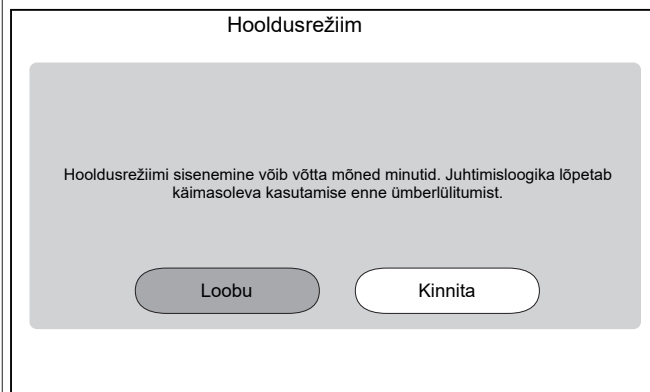 Hooldusrežiim
Hooldusrežiimi sisenemine võib võtta mõned minutid. Juhtimisloogika lõpetab
käimasoleva kasutamise enne ümberlülitumist.
Loobu
Kinnita